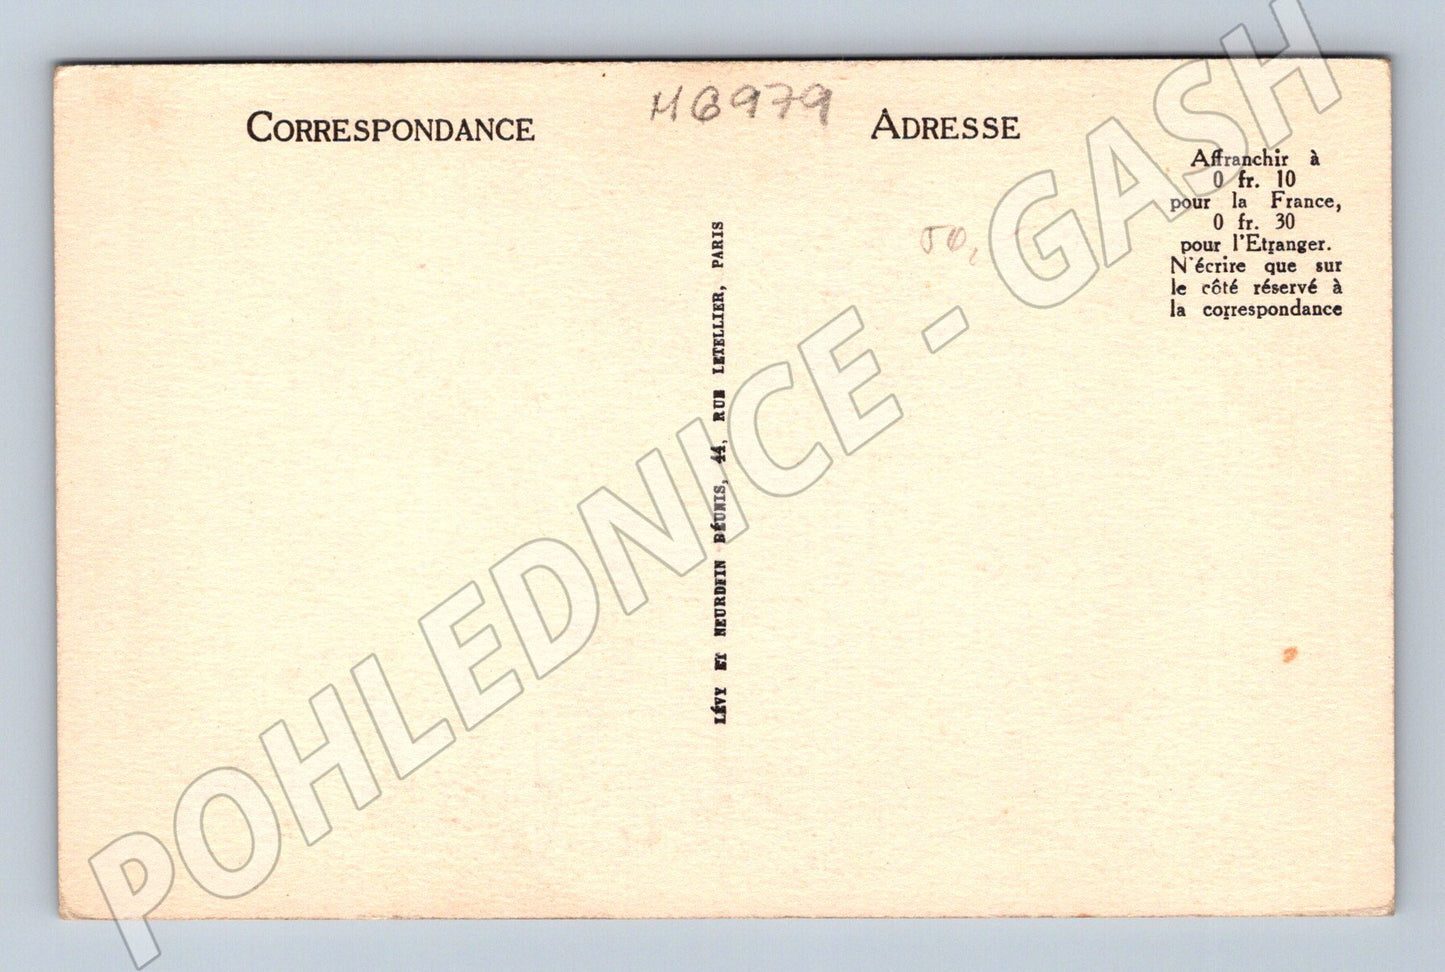 CORRESPONDANCE
H6979
ADRESSE
Affranchir à
0 fr. 10
pour la France,
0 fr. 30
pour l'Etranger.
N'écrire que sur
le côté réservé à
la correspondance
50,
LÉVY ET NEURDEIN RÉUNIS, 44, RUE LETELLIER, PARIS
POHLEDNICE - GASH